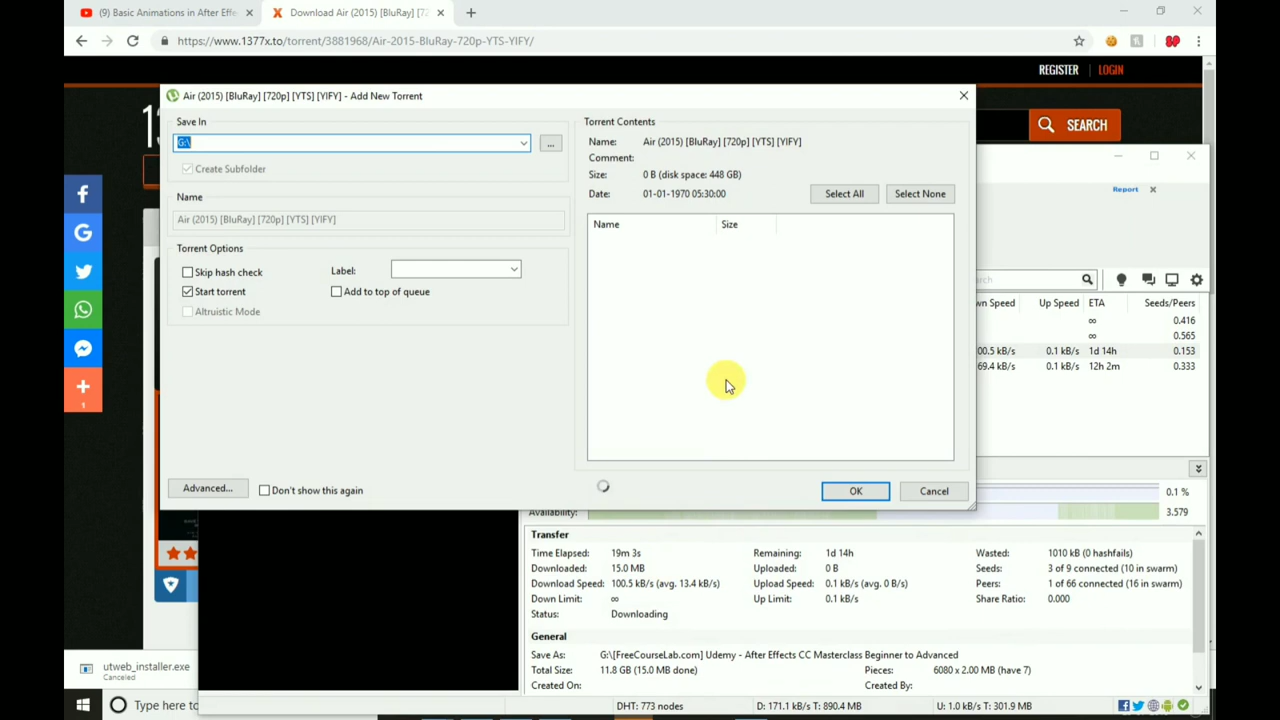 (9) Basic Animations in After Effe
Download Air (2015) [BluRay] [72
https://www.1377x.to/torrent/3881968/Air-2015-BluRay-720p-YTS-YIFY/
REGISTER | LOGIN
SEARCH
Air (2015) [BluRay] [720p] [YTS] [YIFY] - Add New Torrent
Save In
G:\
...
Create Subfolder
Name
Air (2015) [BluRay] [720p] [YTS] [YIFY]
Torrent Options
Skip hash check
Label:
Start torrent
Add to top of queue
Altruistic Mode
Advanced...
Don't show this again
Torrent Contents
Name: Air (2015) [BluRay] [720p] [YTS] [YIFY]
Comment:
Size: 0 B (disk space: 448 GB)
Date: 01-01-1970 05:30:00
Select All
Select None
Name Size
OK
Cancel
Report
arch
wn Speed Up Speed ETA Seeds/Peers
∞ 0.416
∞ 0.565
00.5 kB/s 0.1 kB/s 1d 14h 0.153
69.4 kB/s 0.1 kB/s 12h 2m 0.333
0.1 %
Availability: 3.579
Transfer
Time Elapsed: 19m 3s Remaining: 1d 14h Wasted: 1010 kB (0 hashfails)
Downloaded: 15.0 MB Uploaded: 0 B Seeds: 3 of 9 connected (10 in swarm)
Download Speed: 100.5 kB/s (avg. 13.4 kB/s) Upload Speed: 0.1 kB/s (avg. 0 B/s) Peers: 1 of 66 connected (16 in swarm)
Down Limit: ∞ Up Limit: 0.1 kB/s Share Ratio: 0.000
Status: Downloading
General
Save As: G:\[FreeCourseLab.com] Udemy - After Effects CC Masterclass Beginner to Advanced
Total Size: 11.8 GB (15.0 MB done) Pieces: 6080 x 2.00 MB (have 7)
Created On: Created By:
DHT: 773 nodes D: 171.1 kB/s T: 890.4 MB U: 1.0 kB/s T: 301.9 MB
1
utweb_installer.exe
Canceled
Type here to